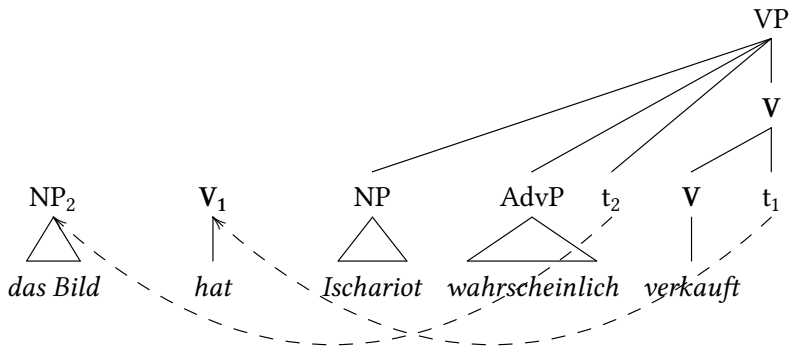 VP
V
NP₂ V₁ NP AdvP t₂ V t₁
das Bild hat Ischariot wahrscheinlich verkauft